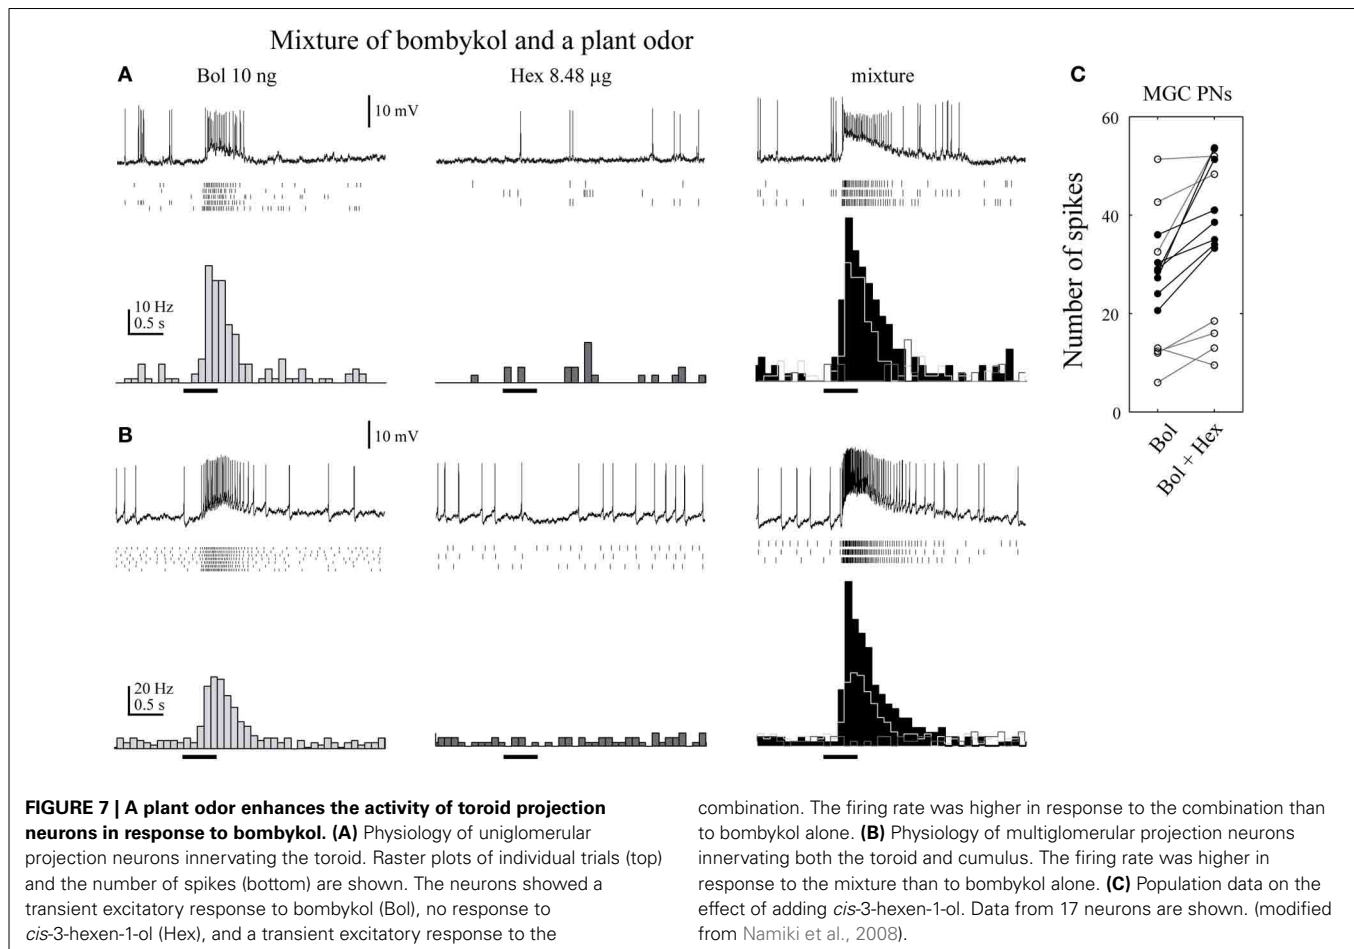 Mixture of bombykol and a plant odor
A
Bol 10 ng
Hex 8.48 µg
mixture
10 mV
10 Hz
0.5 s
B
10 mV
20 Hz
0.5 s
C
MGC PNs
Number of spikes
60
40
20
0
Bol
Bol + Hex
FIGURE 7 | A plant odor enhances the activity of toroid projection
neurons in response to bombykol. (A) Physiology of uniglomerular
projection neurons innervating the toroid. Raster plots of individual trials (top)
and the number of spikes (bottom) are shown. The neurons showed a
transient excitatory response to bombykol (Bol), no response to
cis-3-hexen-1-ol (Hex), and a transient excitatory response to the
combination. The firing rate was higher in response to the combination than
to bombykol alone. (B) Physiology of multiglomerular projection neurons
innervating both the toroid and cumulus. The firing rate was higher in
response to the mixture than to bombykol alone. (C) Population data on the
effect of adding cis-3-hexen-1-ol. Data from 17 neurons are shown. (modified
from Namiki et al., 2008).